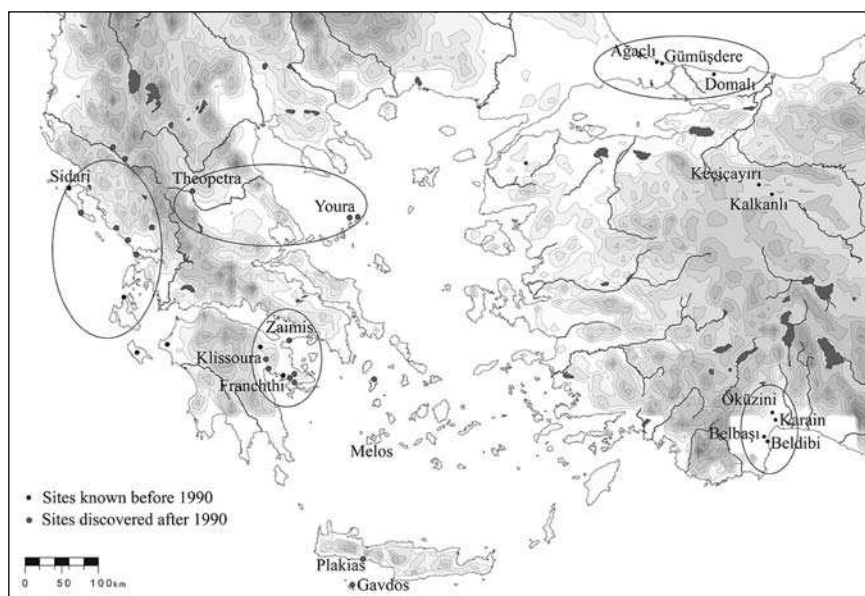 Ağaçlı
Gümüşdere
Domalı
Sidari
Theopetra
Youra
Keçiçayırı
Kalkanlı
Zaimis
Klissoura
Franchthi
Öküzini
Karain
Belbaşı
Beldibi
Melos
Sites known before 1990
Sites discovered after 1990
Plakias
Gavdos
0 50 100km